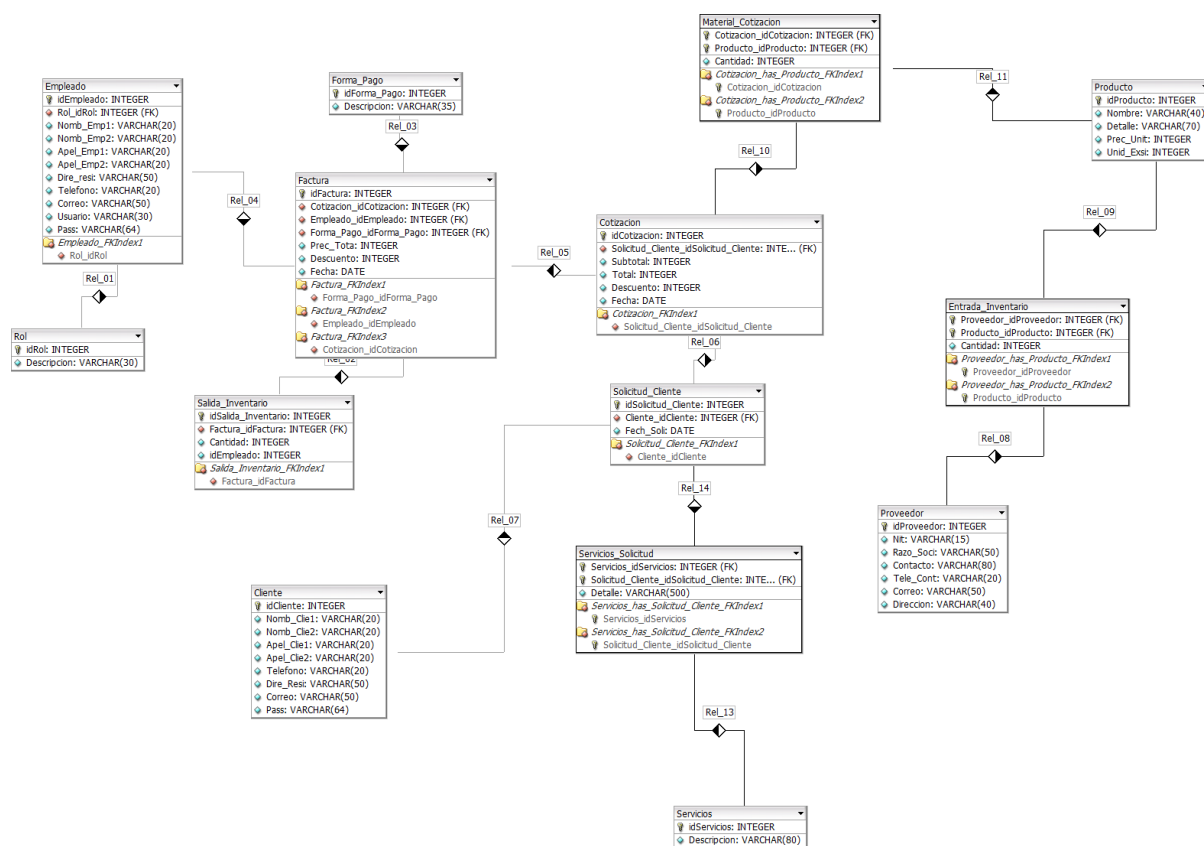 Material_Cotizacion
Cotizacion_idCotizacion: INTEGER (FK)
Producto_idProducto: INTEGER (FK)
Cantidad: INTEGER
Cotizacion_has_Producto_FKIndex1
Cotizacion_idCotizacion
Cotizacion_has_Producto_FKIndex2
Producto_idProducto
Rel_11
Producto
idProducto: INTEGER
Nombre: VARCHAR(40)
Detalle: VARCHAR(70)
Prec_Unit: INTEGER
Unid_Exsi: INTEGER
Empleado
idEmpleado: INTEGER
Rol_idRol: INTEGER (FK)
Nomb_Emp1: VARCHAR(20)
Nomb_Emp2: VARCHAR(20)
Apel_Emp1: VARCHAR(20)
Apel_Emp2: VARCHAR(20)
Dire_resi: VARCHAR(50)
Telefono: VARCHAR(20)
Correo: VARCHAR(50)
Usuario: VARCHAR(30)
Pass: VARCHAR(64)
Empleado_FKIndex1
Rol_idRol
Forma_Pago
idForma_Pago: INTEGER
Descripcion: VARCHAR(35)
Rel_03
Rel_04
Rel_10
Factura
idFactura: INTEGER
Cotizacion_idCotizacion: INTEGER (FK)
Empleado_idEmpleado: INTEGER (FK)
Forma_Pago_idForma_Pago: INTEGER (FK)
Prec_Tota: INTEGER
Descuento: INTEGER
Fecha: DATE
Factura_FKIndex1
Forma_Pago_idForma_Pago
Factura_FKIndex2
Empleado_idEmpleado
Factura_FKIndex3
Cotizacion_idCotizacion
Rel_05
Cotizacion
idCotizacion: INTEGER
Solicitud_Cliente_idSolicitud_Cliente: INTE... (FK)
Subtotal: INTEGER
Total: INTEGER
Descuento: INTEGER
Fecha: DATE
Cotizacion_FKIndex1
Solicitud_Cliente_idSolicitud_Cliente
Rel_09
Rel_01
Entrada_Inventario
Proveedor_idProveedor: INTEGER (FK)
Producto_idProducto: INTEGER (FK)
Cantidad: INTEGER
Proveedor_has_Producto_FKIndex1
Proveedor_idProveedor
Proveedor_has_Producto_FKIndex2
Producto_idProducto
Rol
idRol: INTEGER
Descripcion: VARCHAR(30)
Rel_02
Rel_06
Salida_Inventario
idSalida_Inventario: INTEGER
Factura_idFactura: INTEGER (FK)
Cantidad: INTEGER
idEmpleado: INTEGER
Salida_Inventario_FKIndex1
Factura_idFactura
Solicitud_Cliente
idSolicitud_Cliente: INTEGER
Cliente_idCliente: INTEGER (FK)
Fech_Soli: DATE
Solicitud_Cliente_FKIndex1
Cliente_idCliente
Rel_08
Rel_14
Rel_07
Proveedor
idProveedor: INTEGER
Nit: VARCHAR(15)
Razo_Soci: VARCHAR(50)
Contacto: VARCHAR(80)
Tele_Cont: VARCHAR(20)
Correo: VARCHAR(50)
Direccion: VARCHAR(40)
Servicios_Solicitud
Servicios_idServicios: INTEGER (FK)
Solicitud_Cliente_idSolicitud_Cliente: INTE... (FK)
Detalle: VARCHAR(500)
Servicios_has_Solicitud_Cliente_FKIndex1
Servicios_idServicios
Servicios_has_Solicitud_Cliente_FKIndex2
Solicitud_Cliente_idSolicitud_Cliente
Cliente
idCliente: INTEGER
Nomb_Clie1: VARCHAR(20)
Nomb_Clie2: VARCHAR(20)
Apel_Clie1: VARCHAR(20)
Apel_Clie2: VARCHAR(20)
Telefono: VARCHAR(20)
Dire_Resi: VARCHAR(50)
Correo: VARCHAR(50)
Pass: VARCHAR(64)
Rel_13
Servicios
idServicios: INTEGER
Descripcion: VARCHAR(80)